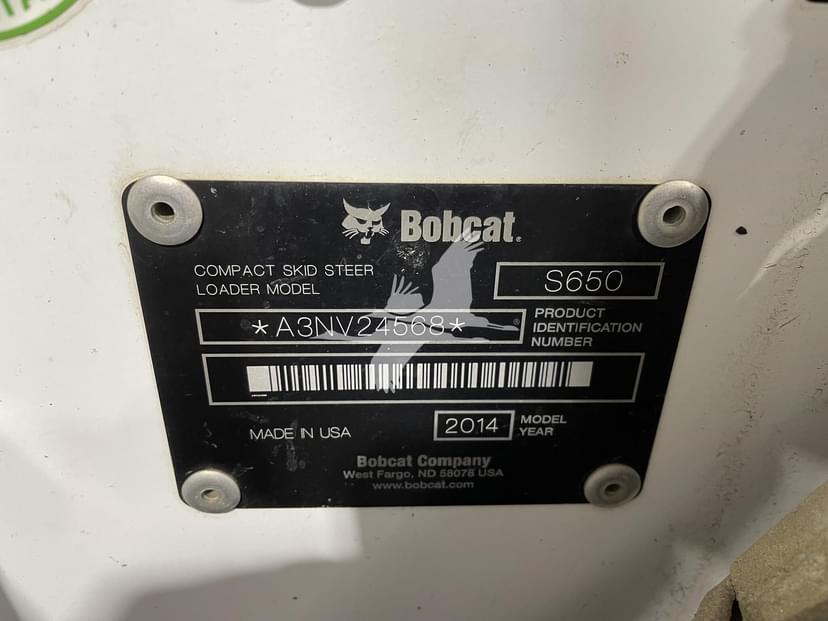 Bobcat®
COMPACT SKID STEER
LOADER MODEL
S650
*A3NV24568*
PRODUCT
IDENTIFICATION
NUMBER
MADE IN USA
2014
MODEL
YEAR
Bobcat Company
West Fargo, ND 58078 USA
www.bobcat.com